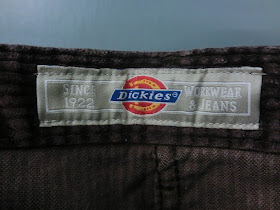 SINCE
1922
Dickies®
WORKWEAR
& JEANS